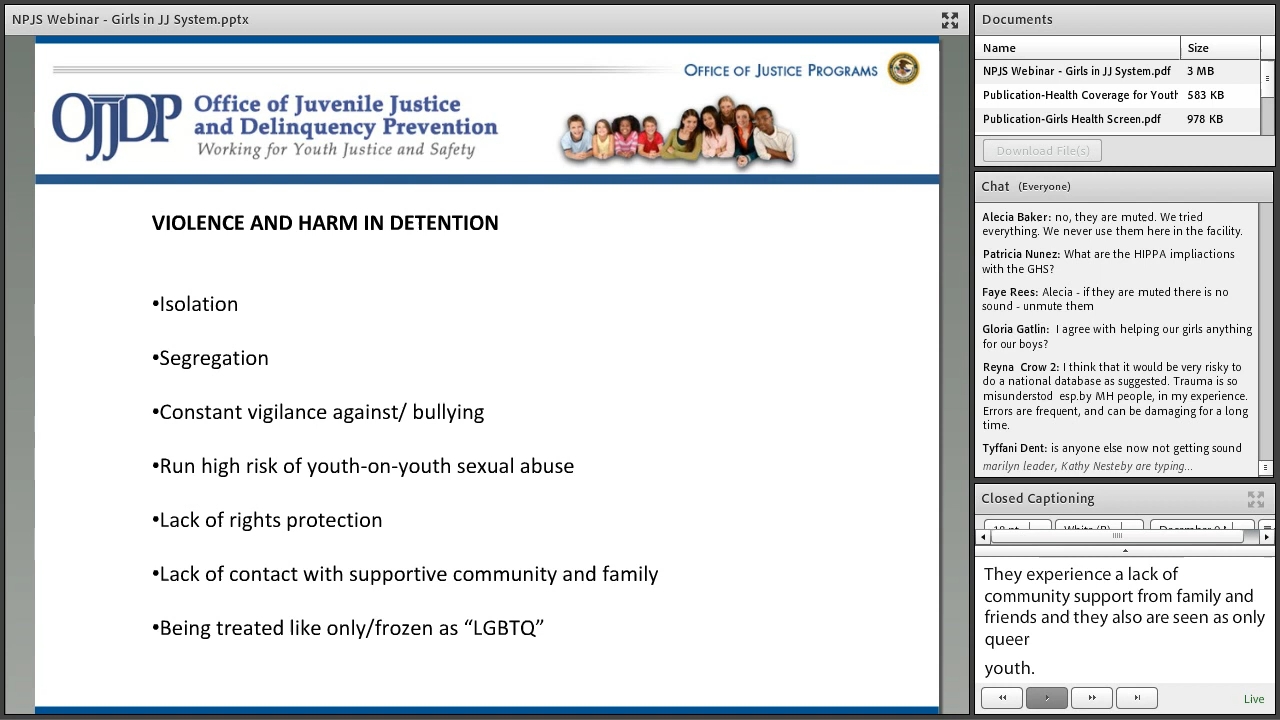 NPJS Webinar - Girls in JJ System.pptx
OFFICE OF JUSTICE PROGRAMS
OJJDP
Office of Juvenile Justice
and Delinquency Prevention
Working for Youth Justice and Safety
VIOLENCE AND HARM IN DETENTION
•Isolation
•Segregation
•Constant vigilance against/ bullying
•Run high risk of youth-on-youth sexual abuse
•Lack of rights protection
•Lack of contact with supportive community and family
•Being treated like only/frozen as “LGBTQ”
Documents
Name Size
NPJS Webinar - Girls in JJ System.pdf 3 MB
Publication-Health Coverage for Youth 583 KB
Publication-Girls Health Screen.pdf 978 KB
Download File(s)
Chat (Everyone)
Alecia Baker: no, they are muted. We tried
everything. We never use them here in the facility.
Patricia Nunez: What are the HIPPA impliactions
with the GHS?
Faye Rees: Alecia - if they are muted there is no
sound - unmute them
Gloria Gatlin: I agree with helping our girls anything
for our boys?
Reyna Crow 2: I think that it would be very risky to
do a national database as suggested. Trauma is so
misunderstod esp.by MH people, in my experience.
Errors are frequent, and can be damaging for a long
time.
Tyffani Dent: is anyone else now not getting sound
marilyn leader, Kathy Nesteby are typing...
Closed Captioning
They experience a lack of
community support from family and
friends and they also are seen as only
queer
youth.
Live